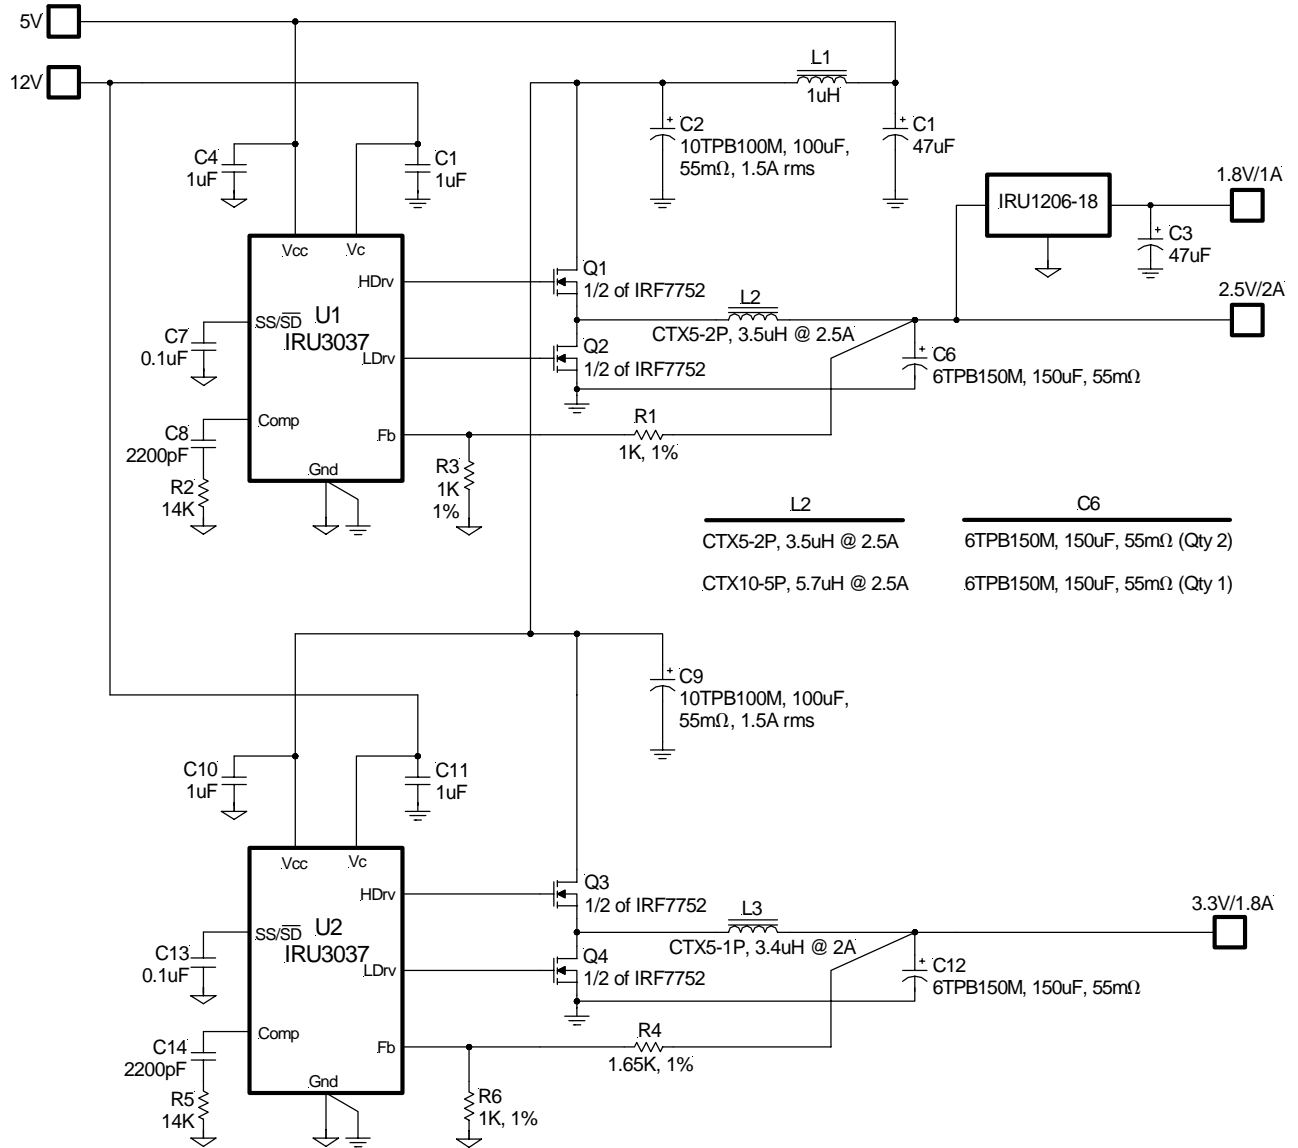 5V
12V
L1
1uH
C4
1uF
C1
1uF
C2
10TPB100M, 100uF,
55mΩ, 1.5A rms
C1
47uF
1.8V/1A
IRU1206-18
C3
47uF
Vcc
Vc
HDrv
Q1
1/2 of IRF7752
L2
CTX5-2P, 3.5uH @ 2.5A
2.5V/2A
C7
0.1uF
SS/SD
U1
IRU3037
LDrv
Q2
1/2 of IRF7752
C6
6TPB150M, 150uF, 55mΩ
C8
2200pF
Comp
Fb
R1
1K, 1%
R2
14K
Gnd
R3
1K
1%
L2
C6
CTX5-2P, 3.5uH @ 2.5A
6TPB150M, 150uF, 55mΩ (Qty 2)
CTX10-5P, 5.7uH @ 2.5A
6TPB150M, 150uF, 55mΩ (Qty 1)
C9
10TPB100M, 100uF,
55mΩ, 1.5A rms
C10
1uF
C11
1uF
Vcc
Vc
HDrv
Q3
1/2 of IRF7752
L3
CTX5-1P, 3.4uH @ 2A
3.3V/1.8A
C13
0.1uF
SS/SD
U2
IRU3037
LDrv
Q4
1/2 of IRF7752
C12
6TPB150M, 150uF, 55mΩ
C14
2200pF
Comp
Fb
R4
1.65K, 1%
R5
14K
Gnd
R6
1K, 1%